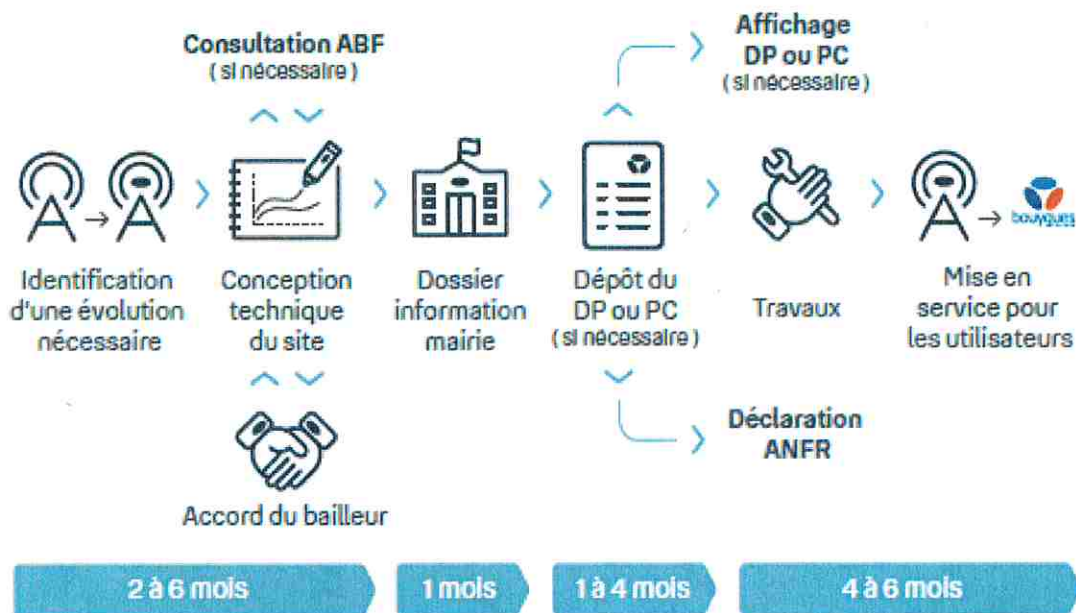 Consultation ABF
( si nécessaire )
Affichage
DP ou PC
( si nécessaire )
Identification
d'une évolution
nécessaire
Conception
technique
du site
Dossier
information
mairie
Dépôt du
DP ou PC
( si nécessaire )
Travaux
bouygues
Mise en
service pour
les utilisateurs
Accord du bailleur
Déclaration
ANFR
2 à 6 mois
1 mois
1 à 4 mois
4 à 6 mois